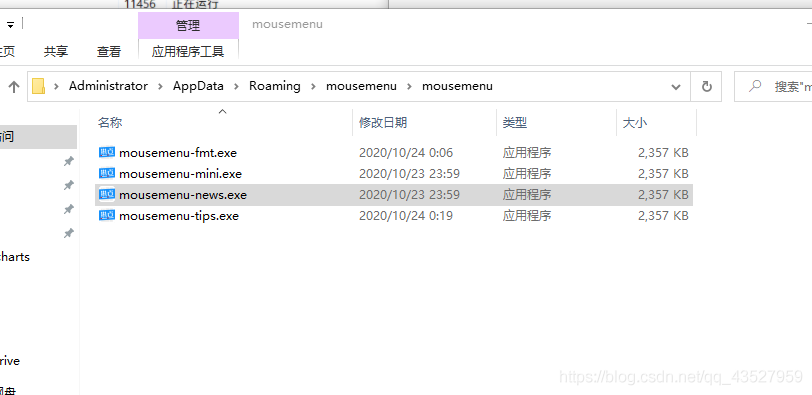 11456 正在运行
管理 mousemenu
主页 共享 查看 应用程序工具
Administrator AppData Roaming mousemenu mousemenu 搜索"m
名称 修改日期 类型 大小
访问
mousemenu-fmt.exe 2020/10/24 0:06 应用程序 2,357 KB
mousemenu-mini.exe 2020/10/23 23:59 应用程序 2,357 KB
mousemenu-news.exe 2020/10/23 23:59 应用程序 2,357 KB
mousemenu-tips.exe 2020/10/24 0:19 应用程序 2,357 KB
charts
rive
https://blog.csdn.net/qq_43527959